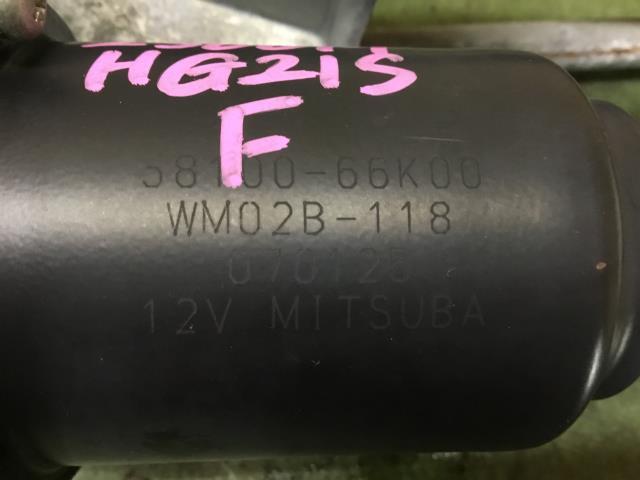 HG21S
F
38100-66K00
WM02B-118
070125
12V MITSUBA